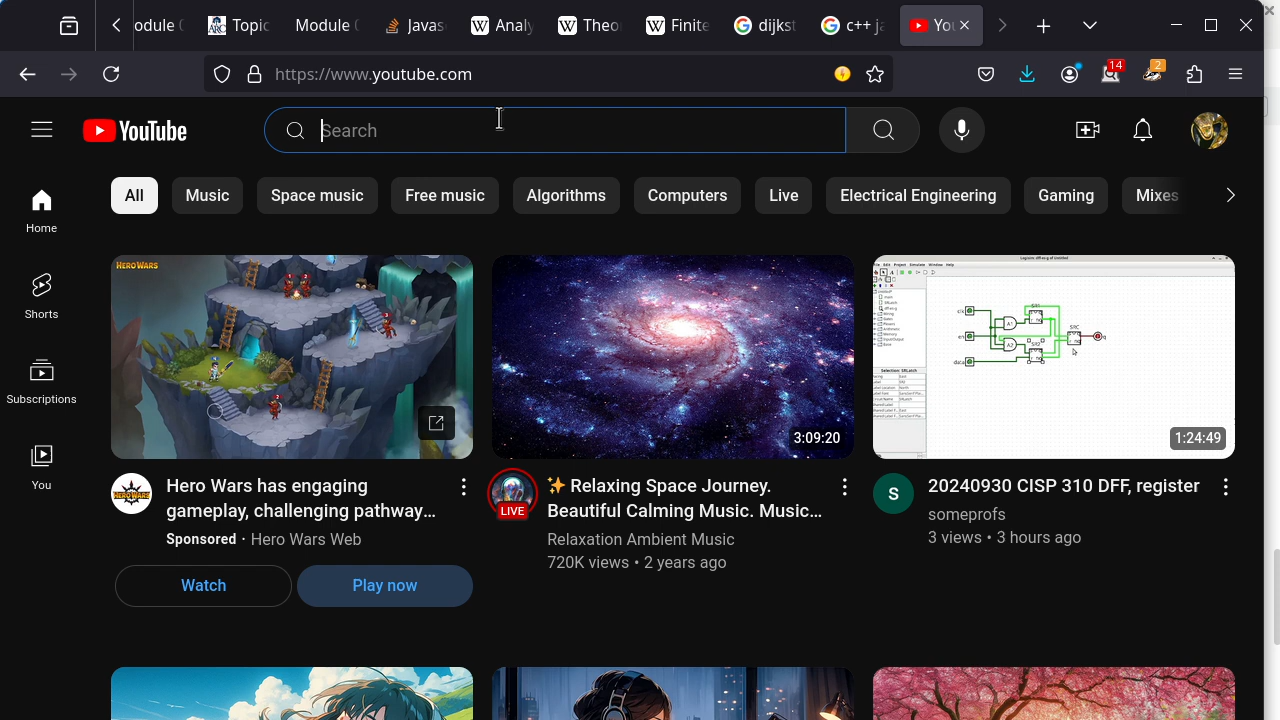 odule (
Topic
Module (
Javas
Analy
Theor
Finite
dijkst
c++ ja
Yo
https://www.youtube.com
14
2
YouTube
Search
All
Music
Space music
Free music
Algorithms
Computers
Live
Electrical Engineering
Gaming
Mixes
Home
Shorts
Subscriptions
You
HERO WARS
3:09:20
1:24:49
Hero Wars has engaging
gameplay, challenging pathway...
Sponsored · Hero Wars Web
Watch
Play now
LIVE
✨ Relaxing Space Journey.
Beautiful Calming Music. Music...
Relaxation Ambient Music
720K views • 2 years ago
S
20240930 CISP 310 DFF, register
someprofs
3 views • 3 hours ago